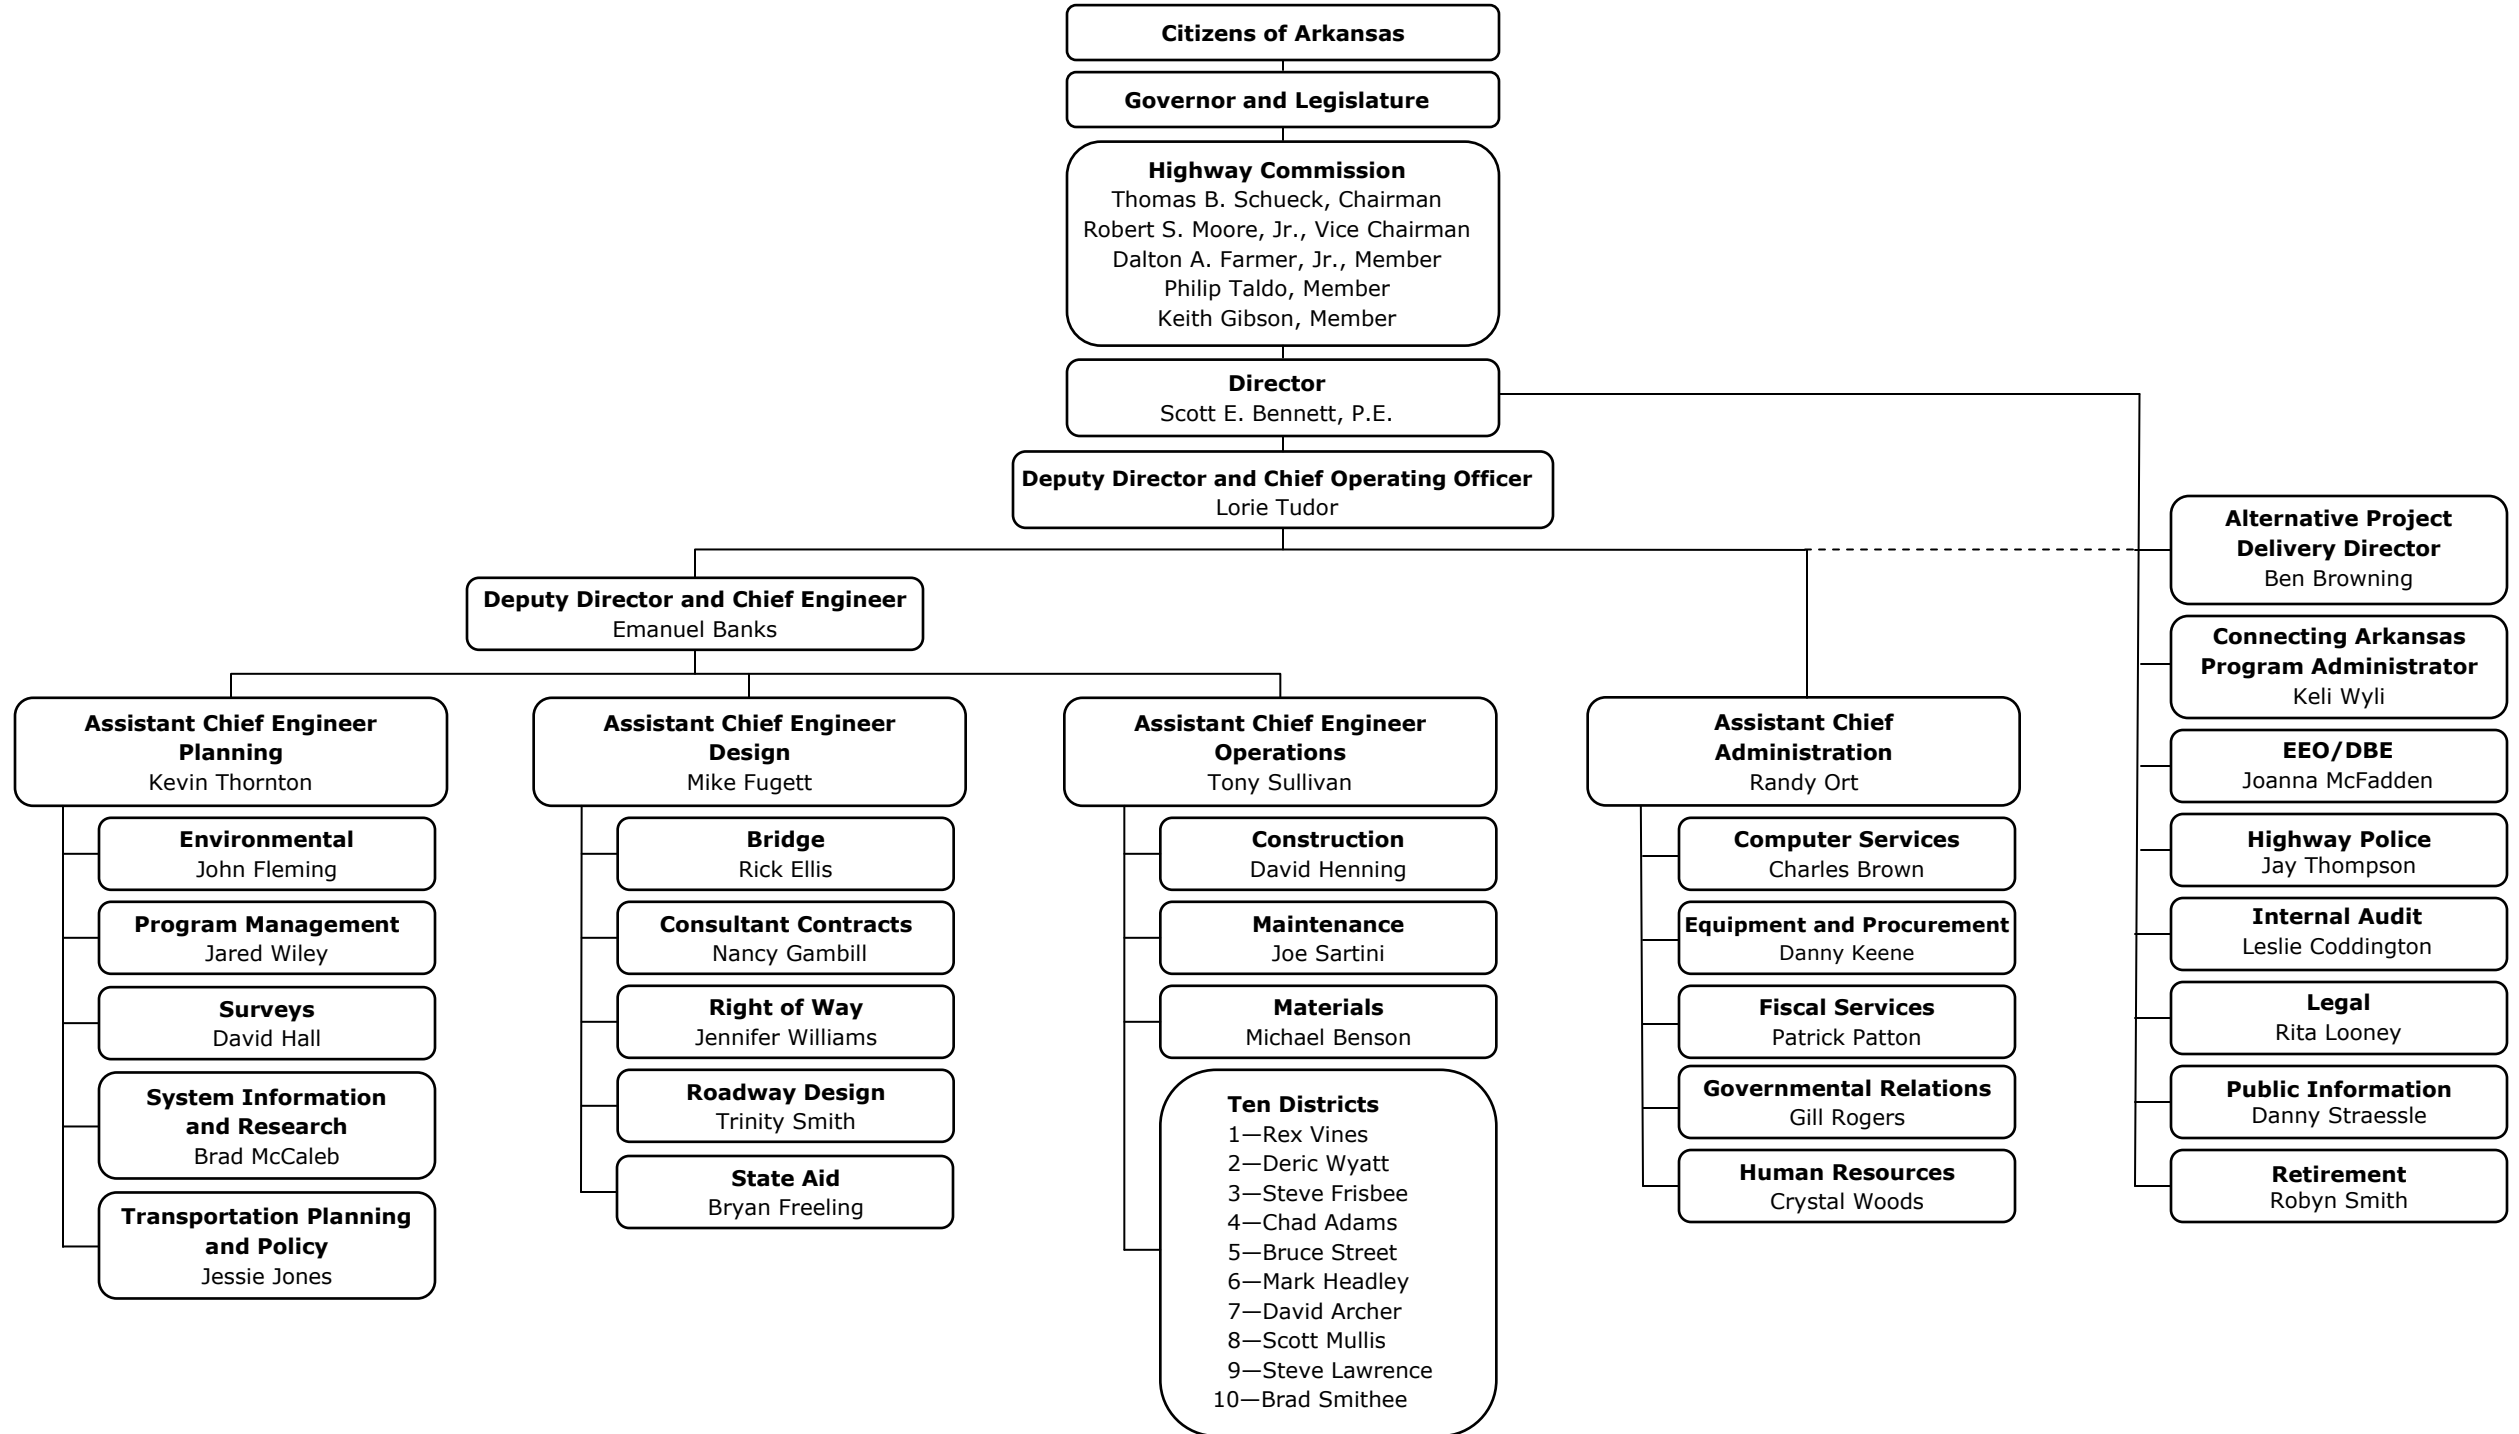 Citizens of Arkansas
Governor and Legislature
Highway Commission
Thomas B. Schueck, Chairman
Robert S. Moore, Jr., Vice Chairman
Dalton A. Farmer, Jr., Member
Philip Taldo, Member
Keith Gibson, Member
Director
Scott E. Bennett, P.E.
Deputy Director and Chief Operating Officer
Lorie Tudor
Deputy Director and Chief Engineer
Emanuel Banks
Assistant Chief Engineer
Planning
Kevin Thornton
Environmental
John Fleming
Program Management
Jared Wiley
Surveys
David Hall
System Information
and Research
Brad McCaleb
Transportation Planning
and Policy
Jessie Jones
Assistant Chief Engineer
Design
Mike Fugett
Bridge
Rick Ellis
Consultant Contracts
Nancy Gambill
Right of Way
Jennifer Williams
Roadway Design
Trinity Smith
State Aid
Bryan Freeling
Assistant Chief Engineer
Operations
Tony Sullivan
Construction
David Henning
Maintenance
Joe Sartini
Materials
Michael Benson
Ten Districts
1—Rex Vines
2—Deric Wyatt
3—Steve Frisbee
4—Chad Adams
5—Bruce Street
6—Mark Headley
7—David Archer
8—Scott Mullis
9—Steve Lawrence
10—Brad Smithee
Assistant Chief
Administration
Randy Ort
Computer Services
Charles Brown
Equipment and Procurement
Danny Keene
Fiscal Services
Patrick Patton
Governmental Relations
Gill Rogers
Human Resources
Crystal Woods
Alternative Project
Delivery Director
Ben Browning
Connecting Arkansas
Program Administrator
Keli Wyli
EEO/DBE
Joanna McFadden
Highway Police
Jay Thompson
Internal Audit
Leslie Coddington
Legal
Rita Looney
Public Information
Danny Straessle
Retirement
Robyn Smith